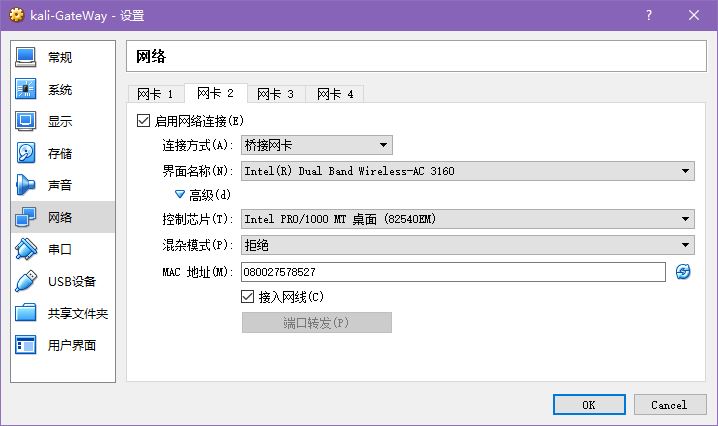 kali-GateWay - 设置
?
常规
系统
显示
存储
声音
网络
串口
USB设备
共享文件夹
用户界面
网络
网卡 1 网卡 2 网卡 3 网卡 4
启用网络连接(E)
连接方式(A): 桥接网卡
界面名称(N): Intel(R) Dual Band Wireless-AC 3160
高级(d)
控制芯片(T): Intel PRO/1000 MT 桌面 (82540EM)
混杂模式(P): 拒绝
MAC 地址(M): 080027578527
接入网线(C)
端口转发(P)
OK Cancel